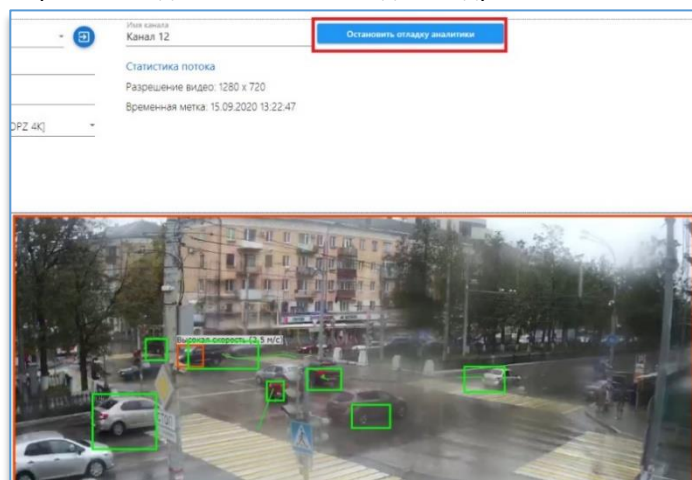 Имя канала
Канал 12
Остановить отладку аналитики
Статистика потока
Разрешение видео: 1280 x 720
Временная метка: 15.09.2020 13:22:47
DPZ 4K]
Высокая скорость (2,5 м/с)